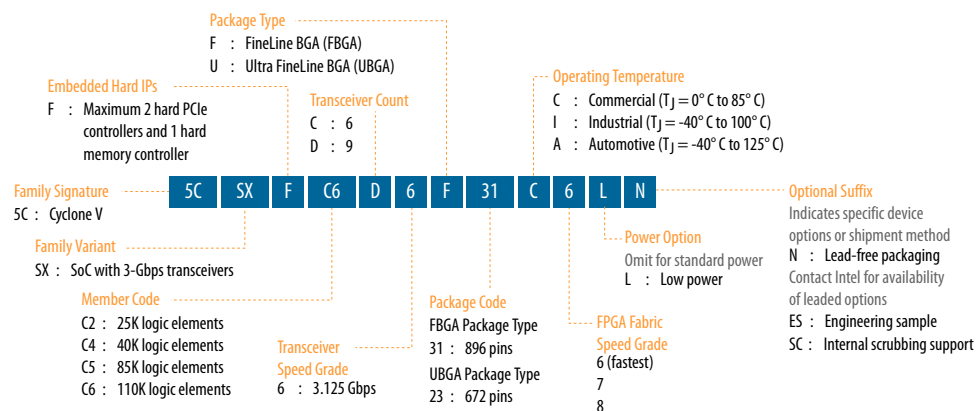 Package Type
F : FineLine BGA (FBGA)
U : Ultra FineLine BGA (UBGA)
Embedded Hard IPs
F : Maximum 2 hard PCIe
controllers and 1 hard
memory controller
Transceiver Count
C : 6
D : 9
Operating Temperature
C : Commercial (TJ = 0° C to 85° C)
I : Industrial (TJ = -40° C to 100° C)
A : Automotive (TJ = -40° C to 125° C)
Family Signature
5C : Cyclone V
5C SX F C6 D 6 F 31 C 6 L N
Family Variant
SX : SoC with 3-Gbps transceivers
Member Code
C2 : 25K logic elements
C4 : 40K logic elements
C5 : 85K logic elements
C6 : 110K logic elements
Transceiver
Speed Grade
6 : 3.125 Gbps
Package Code
FBGA Package Type
31 : 896 pins
UBGA Package Type
23 : 672 pins
FPGA Fabric
Speed Grade
6 (fastest)
7
8
Power Option
Omit for standard power
L : Low power
Optional Suffix
Indicates specific device
options or shipment method
N : Lead-free packaging
Contact Intel for availability
of leaded options
ES : Engineering sample
SC : Internal scrubbing support